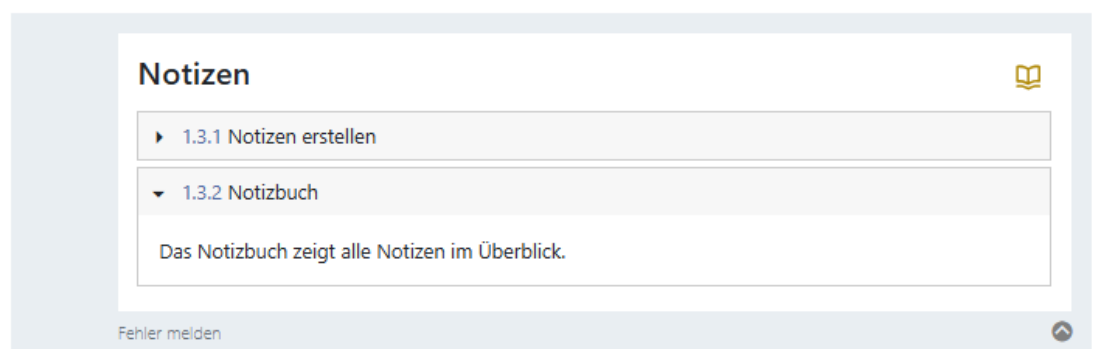 Notizen
1.3.1 Notizen erstellen
1.3.2 Notizbuch
Das Notizbuch zeigt alle Notizen im Überblick.
Fehler melden